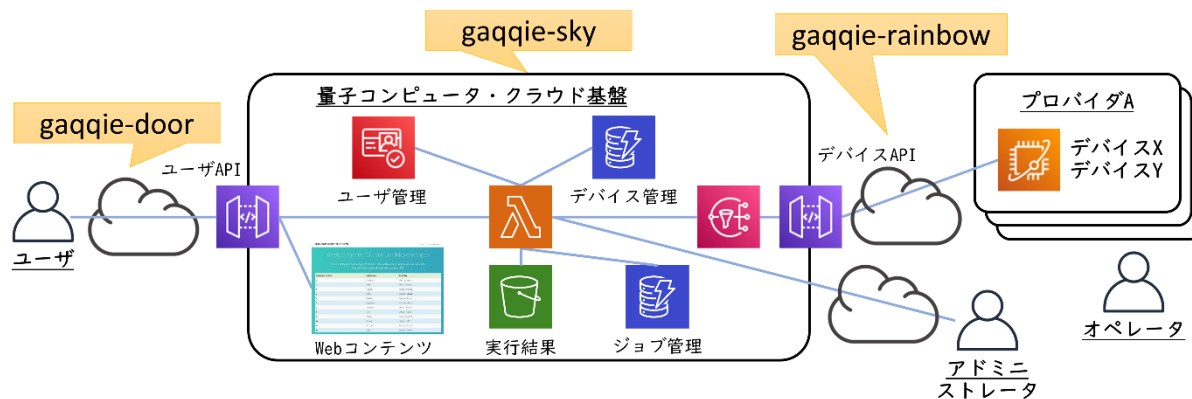 gaqqie-sky
gaqqie-rainbow
gaqqie-door
量子コンピュータ・クラウド基盤
プロバイダA
ユーザAPI
デバイスAPI
デバイスX
デバイスY
ユーザ管理
デバイス管理
ユーザ
Webコンテンツ
実行結果
ジョブ管理
オペレータ
アドミニ
ストレータ